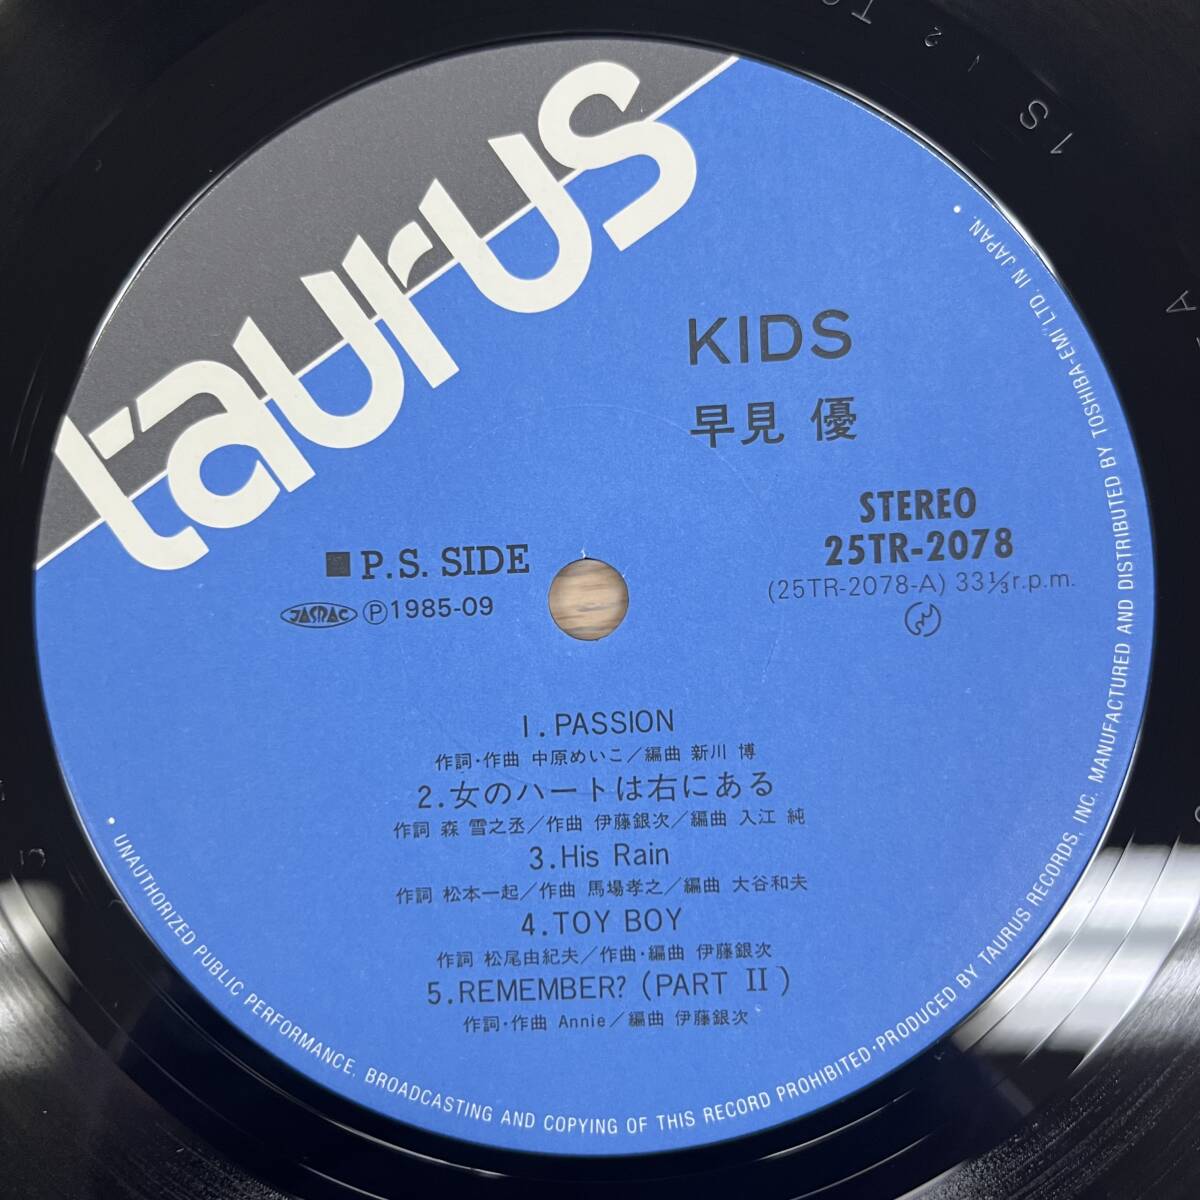 taurus
KIDS
早見 優
STEREO
25TR-2078
(25TR-2078-A) 33⅓r.p.m.
■ P.S. SIDE
JASRAC Ⓟ1985-09
1. PASSION
作詞・作曲 中原めいこ／編曲 新川 博
2. 女のハートは右にある
作詞 森 雪之丞／作曲 伊藤銀次／編曲 入江 純
3. His Rain
作詞 松本一起／作曲 馬場孝之／編曲 大谷和夫
4. TOY BOY
作詞 松尾由紀夫／作曲・編曲 伊藤銀次
5. REMEMBER? (PART II)
作詞・作曲 Annie／編曲 伊藤銀次
• UNAUTHORIZED PUBLIC PERFORMANCE, BROADCASTING AND COPYING OF THIS RECORD PROHIBITED•PRODUCED BY TAURUS RECORDS, INC. MANUFACTURED AND DISTRIBUTED BY TOSHIBA-EMI LTD. IN JAPAN. •
1S